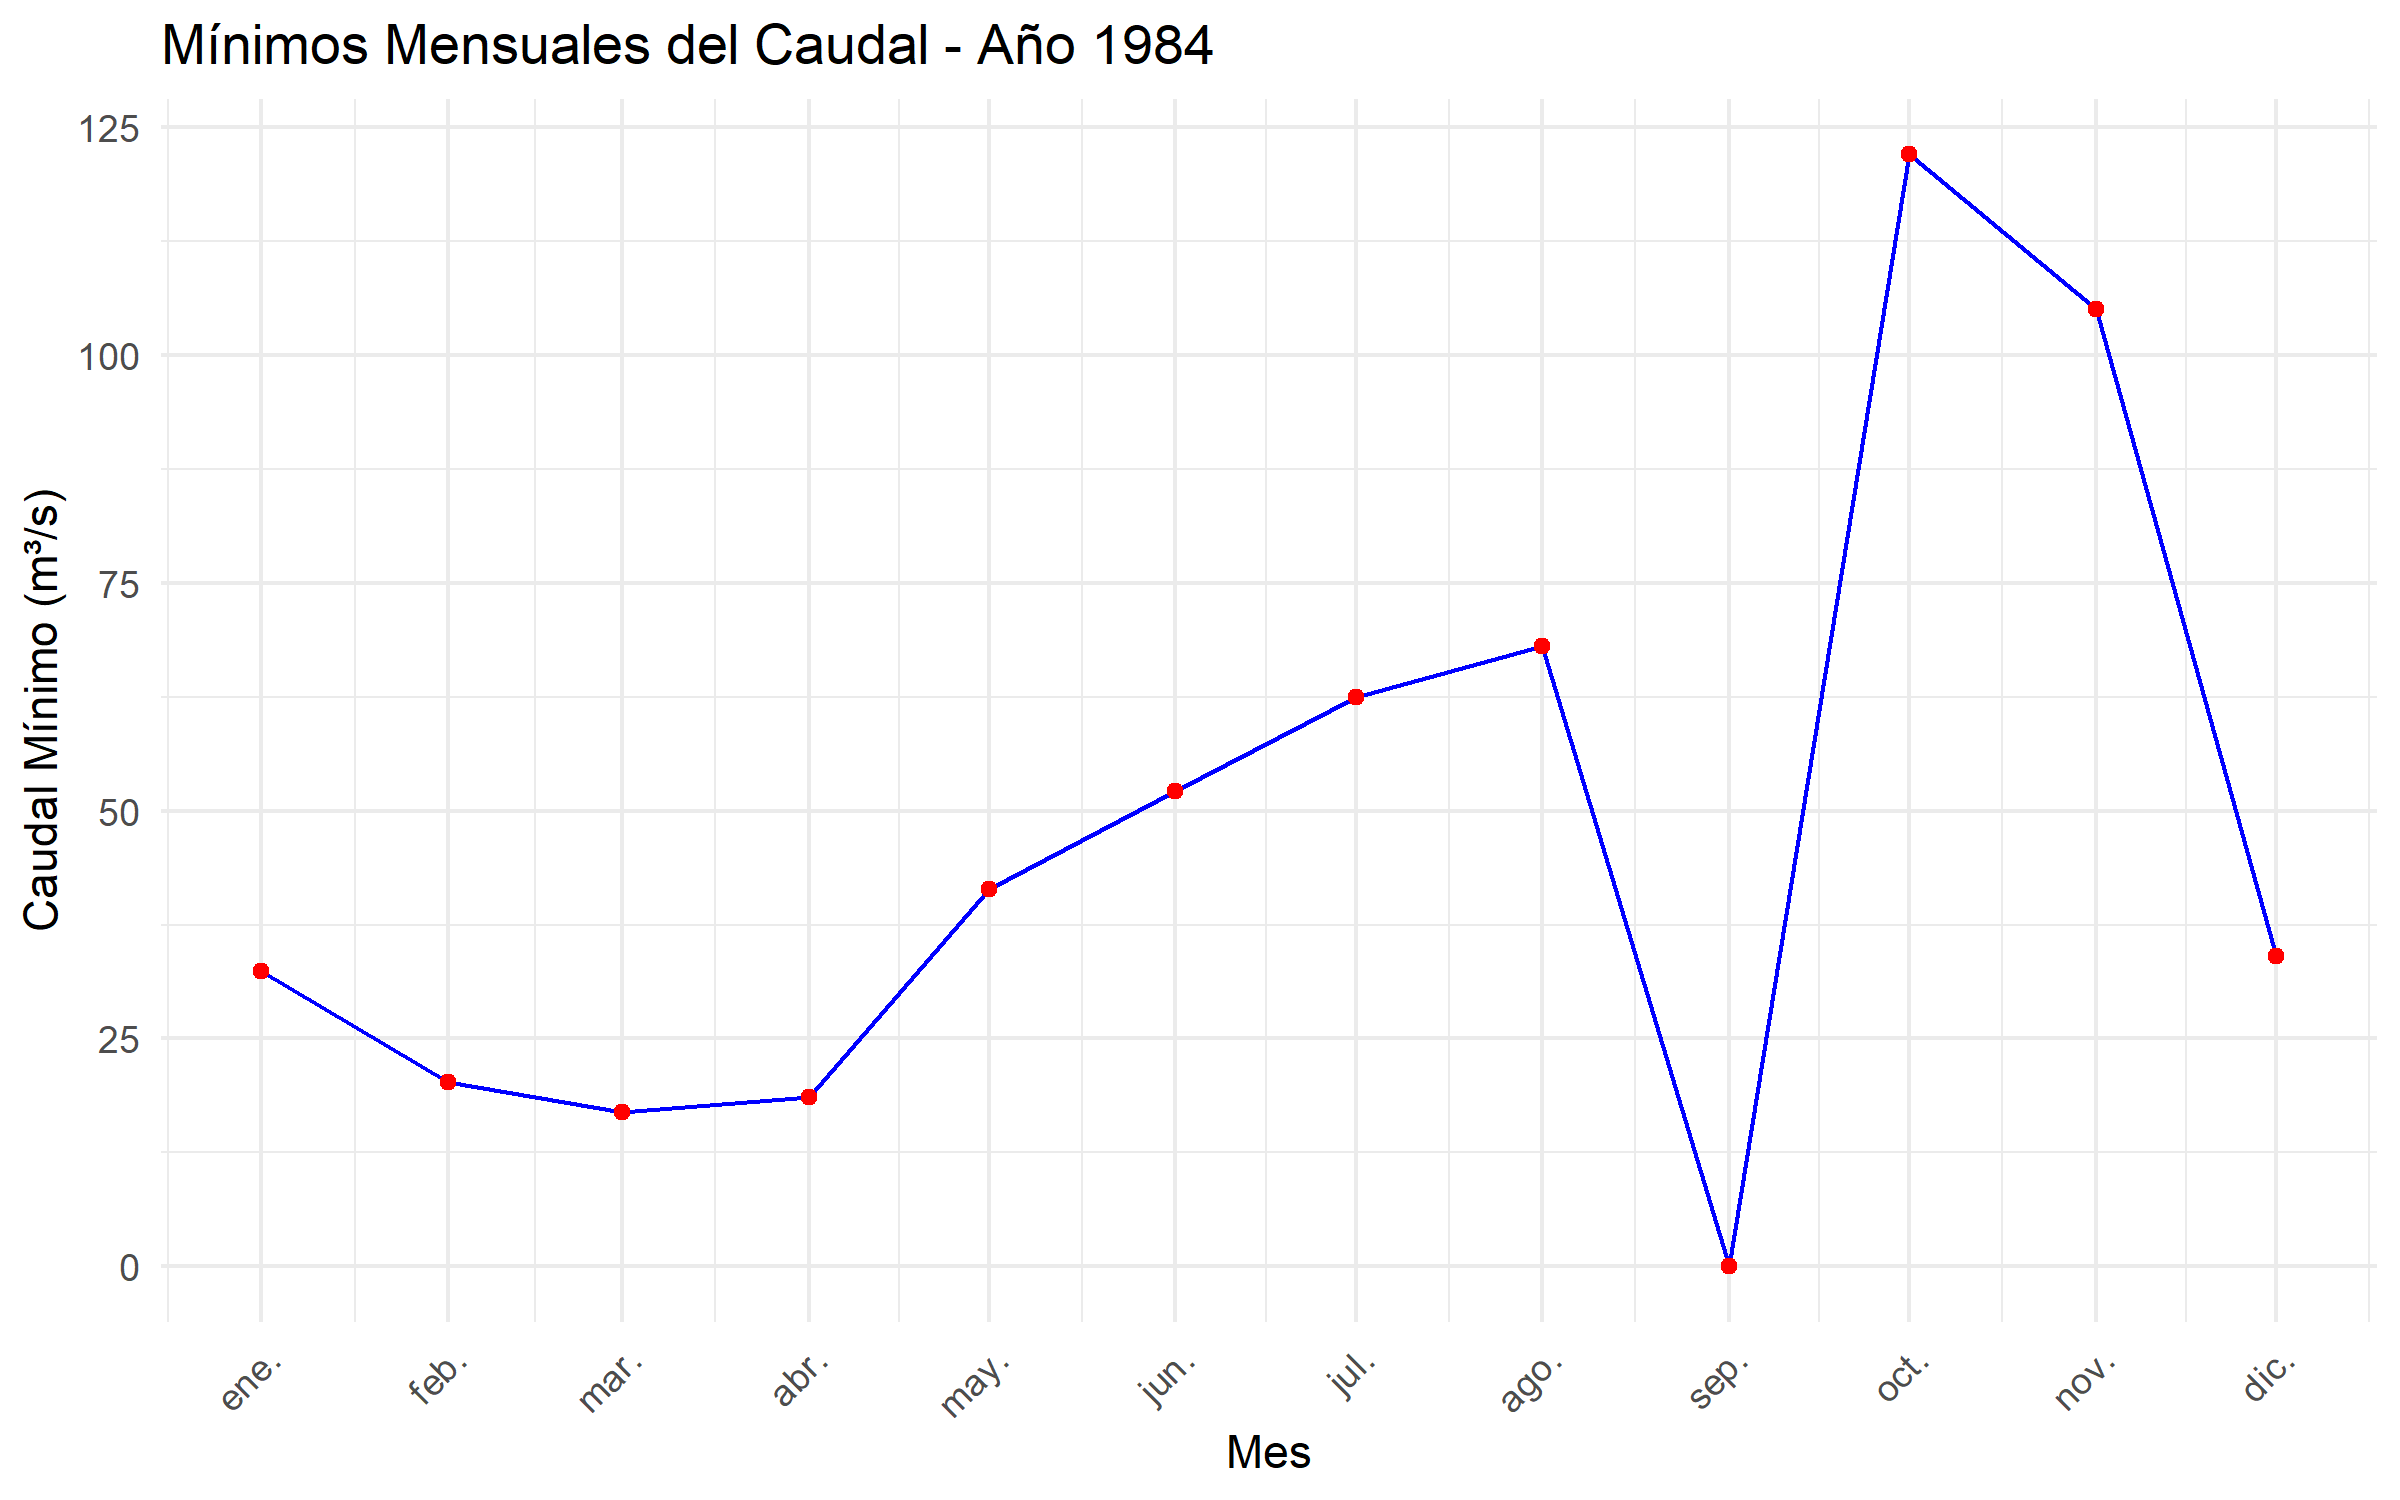 Mínimos Mensuales del Caudal - Año 1984
Caudal Mínimo (m³/s)
125
100
75
50
25
0
ene.
feb.
mar.
abr.
may.
jun.
jul.
ago.
sep.
oct.
nov.
dic.
Mes